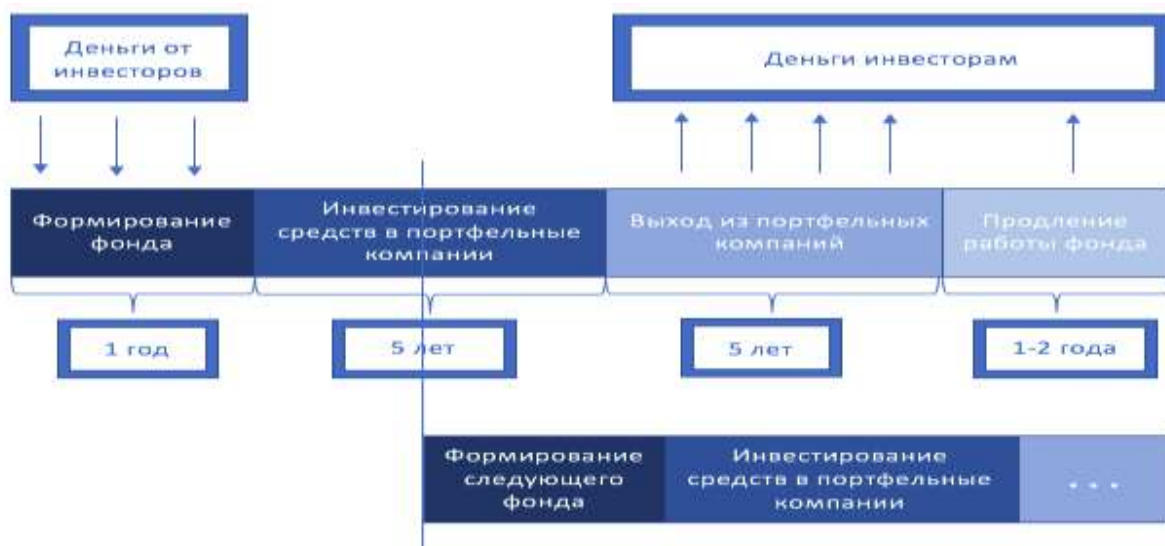 Деньги от
инвесторов
Деньги инвесторам
Формирование
фонда
Инвестирование
средств в портфельные
компании
Выход из портфельных
компаний
Продление
работы фонда
1 год
5 лет
5 лет
1-2 года
Формирование
следующего
фонда
Инвестирование
средств в портфельные
компании
...